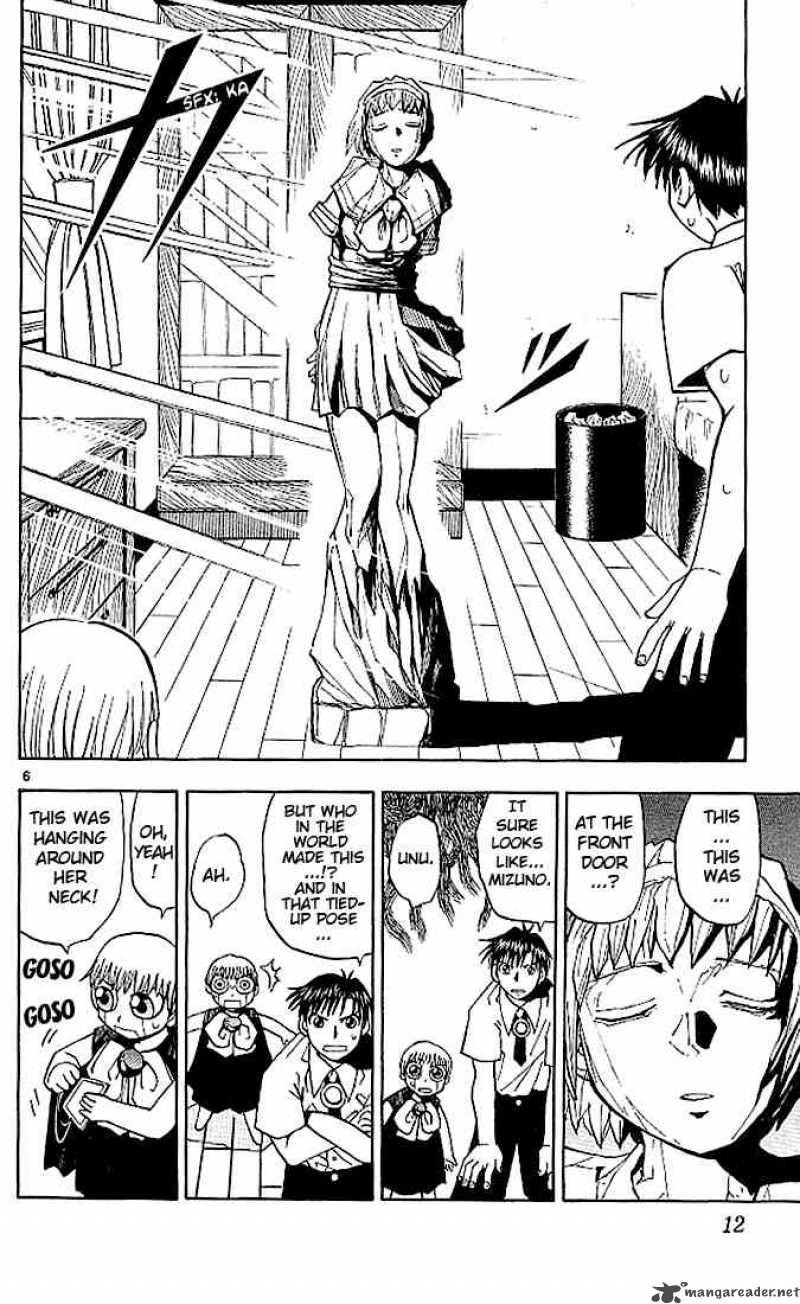 カッ
SFX: KA
6
THIS
...
THIS
WAS
...
AT THE
FRONT
DOOR
...?
IT
SURE
LOOKS
LIKE...
MIZUNO.
UNU.
BUT WHO
IN THE
WORLD
MADE THIS
...!?
AND IN
THAT TIED-
UP POSE
...
AH.
OH,
YEAH
!
THIS WAS
HANGING
AROUND
HER
NECK!
GOSO
GOSO
12
mangareader.net